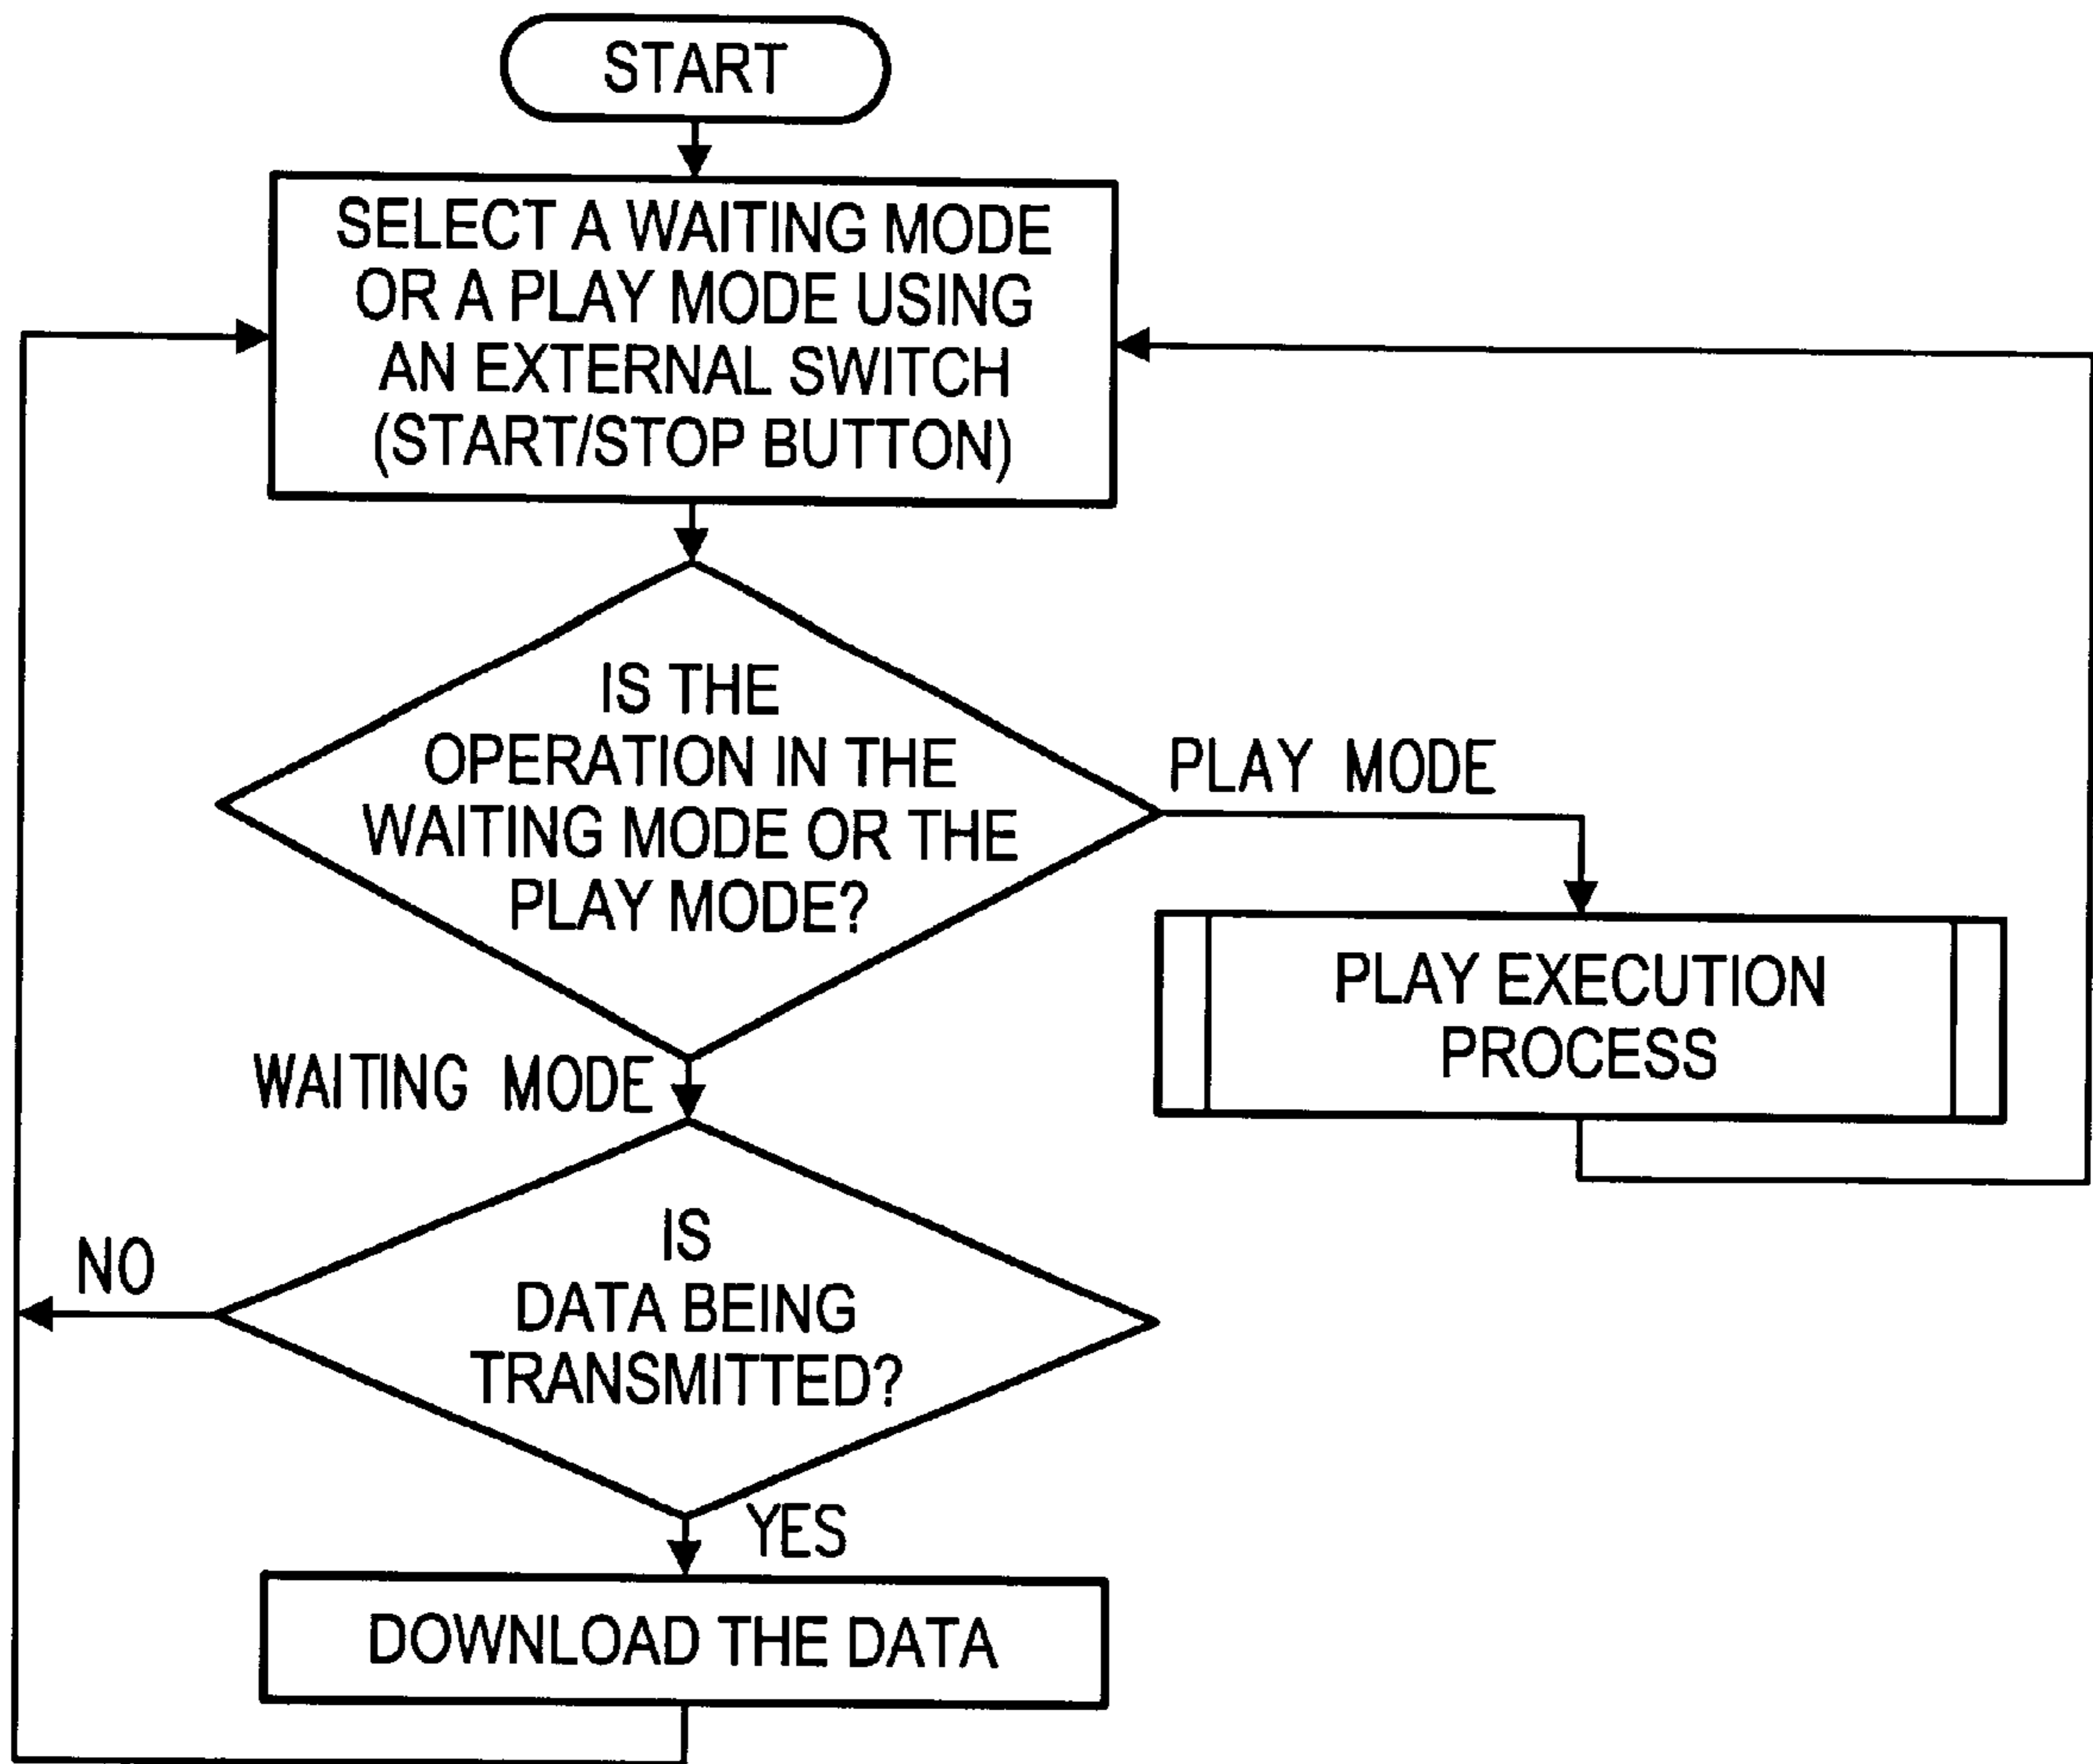 START
SELECT A WAITING MODE
OR A PLAY MODE USING
AN EXTERNAL SWITCH
(START/STOP BUTTON)
IS THE
OPERATION IN THE
WAITING MODE OR THE
PLAY MODE?
PLAY MODE
PLAY EXECUTION
PROCESS
WAITING MODE
IS
DATA BEING
TRANSMITTED?
NO
YES
DOWNLOAD THE DATA